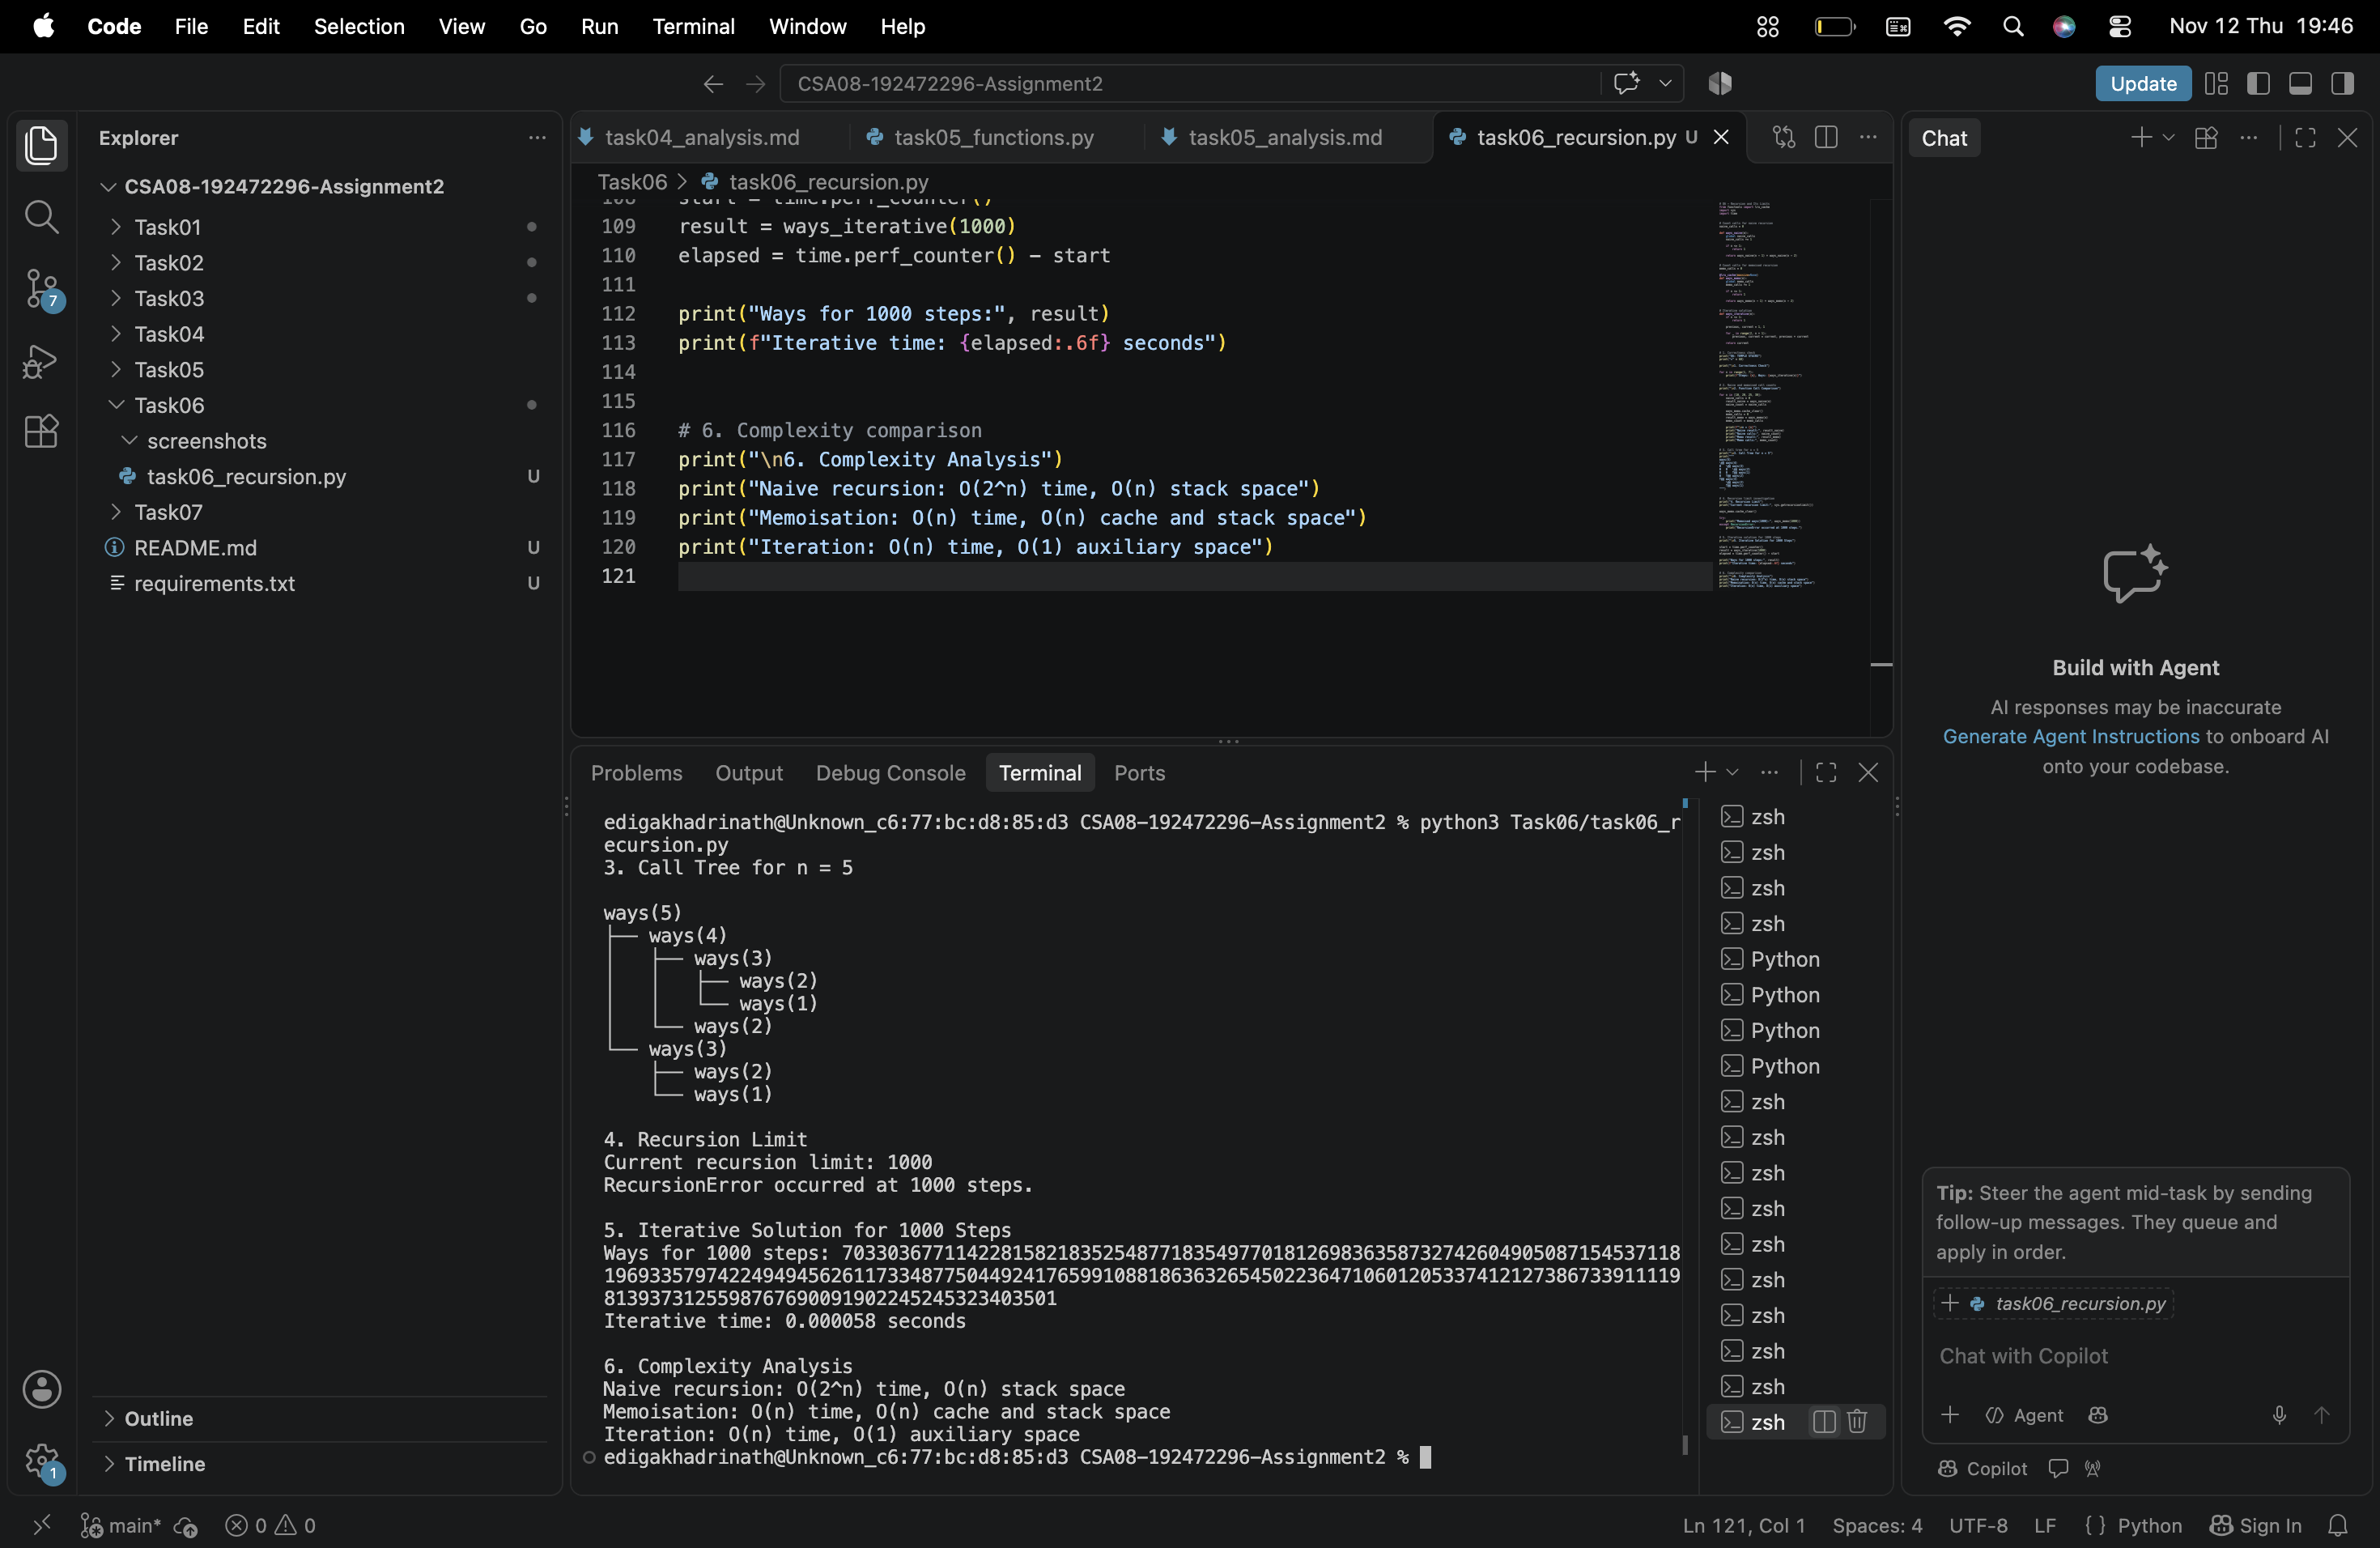 Code File Edit Selection View Go Run Terminal Window Help Nov 12 Thu 19:46
CSA08-192472296-Assignment2 Update
Explorer
CSA08-192472296-Assignment2
Task01
Task02
Task03
Task04
Task05
Task06
screenshots
task06_recursion.py U
Task07
README.md U
requirements.txt U
Outline
Timeline
7
1
task04_analysis.md task05_functions.py task05_analysis.md task06_recursion.py U
Task06 > task06_recursion.py
108 start = time.perf_counter()
109 result = ways_iterative(1000)
110 elapsed = time.perf_counter() - start
111
112 print("Ways for 1000 steps:", result)
113 print(f"Iterative time: {elapsed:.6f} seconds")
114
115
116 # 6. Complexity comparison
117 print("\n6. Complexity Analysis")
118 print("Naive recursion: O(2^n) time, O(n) stack space")
119 print("Memoisation: O(n) time, O(n) cache and stack space")
120 print("Iteration: O(n) time, O(1) auxiliary space")
121
Problems Output Debug Console Terminal Ports
edigakhadrinath@Unknown_c6:77:bc:d8:85:d3 CSA08-192472296-Assignment2 % python3 Task06/task06_r
ecursion.py
3. Call Tree for n = 5
ways(5)
├── ways(4)
│   ├── ways(3)
│   │   ├── ways(2)
│   │   └── ways(1)
│   └── ways(2)
└── ways(3)
    ├── ways(2)
    └── ways(1)
4. Recursion Limit
Current recursion limit: 1000
RecursionError occurred at 1000 steps.
5. Iterative Solution for 1000 Steps
Ways for 1000 steps: 70330367711422815821835254877183549770181269836358732742604905087154537118
19693357974224949456261173348775044924176599108818636326545022364710601205337412127386733911119
8139373125598767690091902245245323403501
Iterative time: 0.000058 seconds
6. Complexity Analysis
Naive recursion: O(2^n) time, O(n) stack space
Memoisation: O(n) time, O(n) cache and stack space
Iteration: O(n) time, O(1) auxiliary space
edigakhadrinath@Unknown_c6:77:bc:d8:85:d3 CSA08-192472296-Assignment2 %
zsh
zsh
zsh
zsh
Python
Python
Python
Python
zsh
zsh
zsh
zsh
zsh
zsh
zsh
zsh
zsh
zsh
Chat
Build with Agent
AI responses may be inaccurate
Generate Agent Instructions to onboard AI
onto your codebase.
Tip: Steer the agent mid-task by sending
follow-up messages. They queue and
apply in order.
task06_recursion.py
Chat with Copilot
Agent
Copilot
main* 0 0
Ln 121, Col 1 Spaces: 4 UTF-8 LF {} Python Sign In